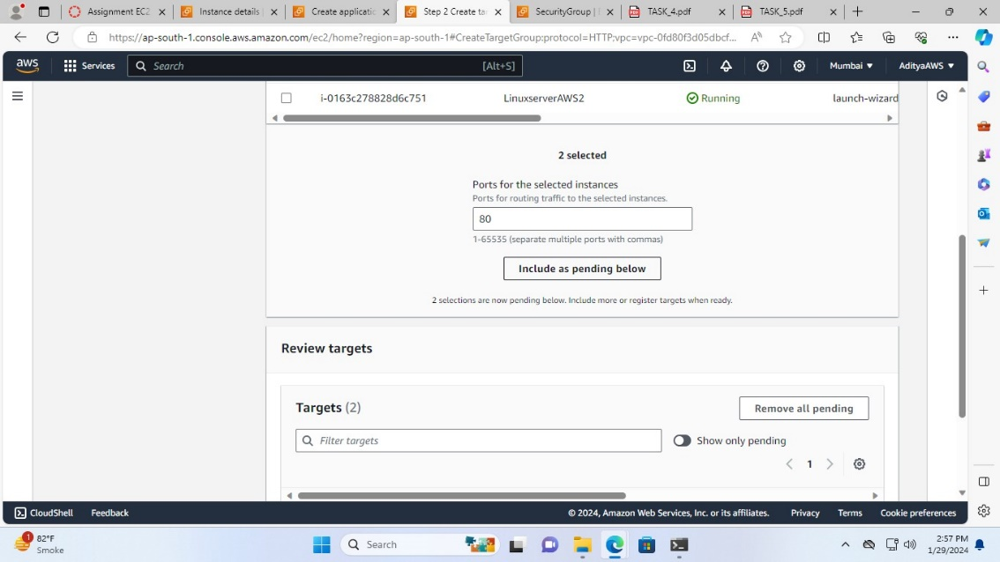 Assignment EC2
Instance details |
Create applicatio
Step 2 Create ta
SecurityGroup |
TASK_4.pdf
TASK_5.pdf
https://ap-south-1.console.aws.amazon.com/ec2/home?region=ap-south-1#CreateTargetGroup:protocol=HTTP;vpc=vpc-0fd80f3d05dbcf...
aws
Services
Search
[Alt+S]
Mumbai ▼
AdityaAWS ▼
i-0163c278828d6c751
LinuxserverAWS2
Running
launch-wizard
2 selected
Ports for the selected instances
Ports for routing traffic to the selected instances.
80
1-65535 (separate multiple ports with commas)
Include as pending below
2 selections are now pending below. Include more or register targets when ready.
Review targets
Targets (2)
Remove all pending
Filter targets
Show only pending
1
CloudShell
Feedback
© 2024, Amazon Web Services, Inc. or its affiliates.
Privacy
Terms
Cookie preferences
1
82°F
Smoke
Search
2:57 PM
1/29/2024